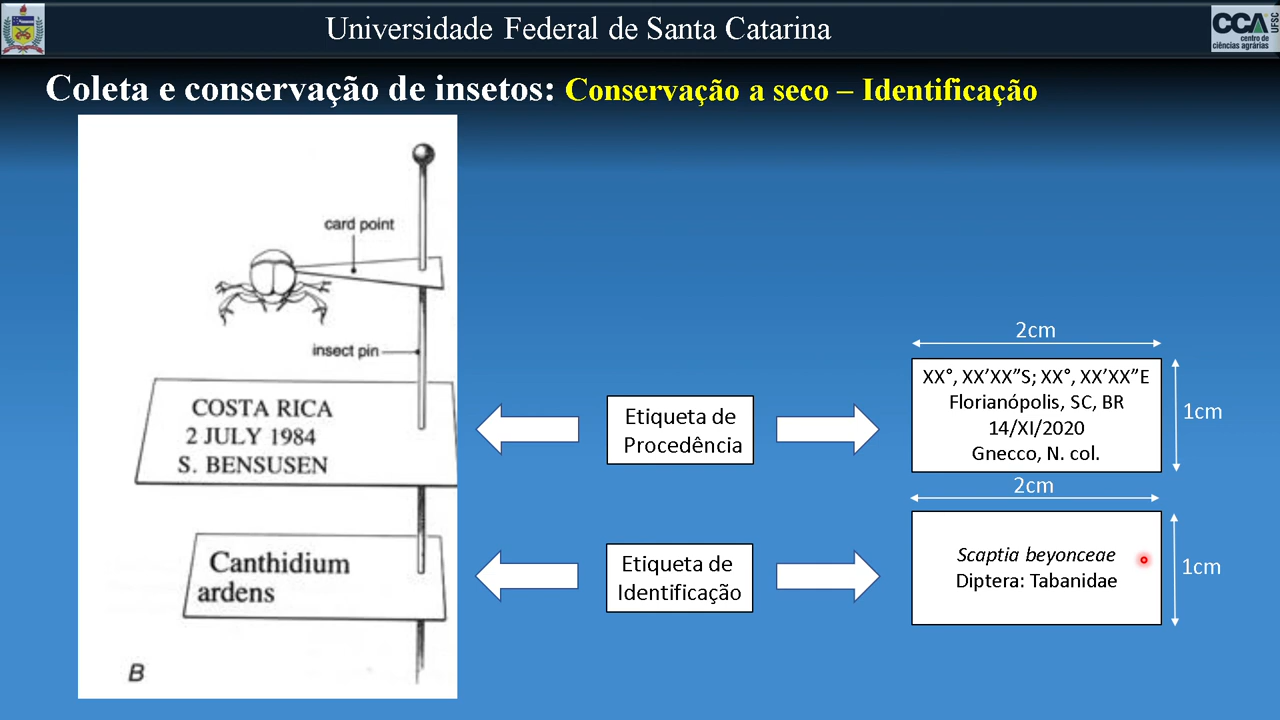 Universidade Federal de Santa Catarina
CCA
UFSC
centro de
ciências agrárias
Coleta e conservação de insetos: Conservação a seco – Identificação
card point
insect pin
COSTA RICA
2 JULY 1984
S. BENSUSEN
Canthidium
ardens
B
Etiqueta de
Procedência
Etiqueta de
Identificação
2cm
XX°, XX’XX”S; XX°, XX’XX”E
Florianópolis, SC, BR
14/XI/2020
Gnecco, N. col.
1cm
2cm
Scaptia beyonceae
Diptera: Tabanidae
1cm